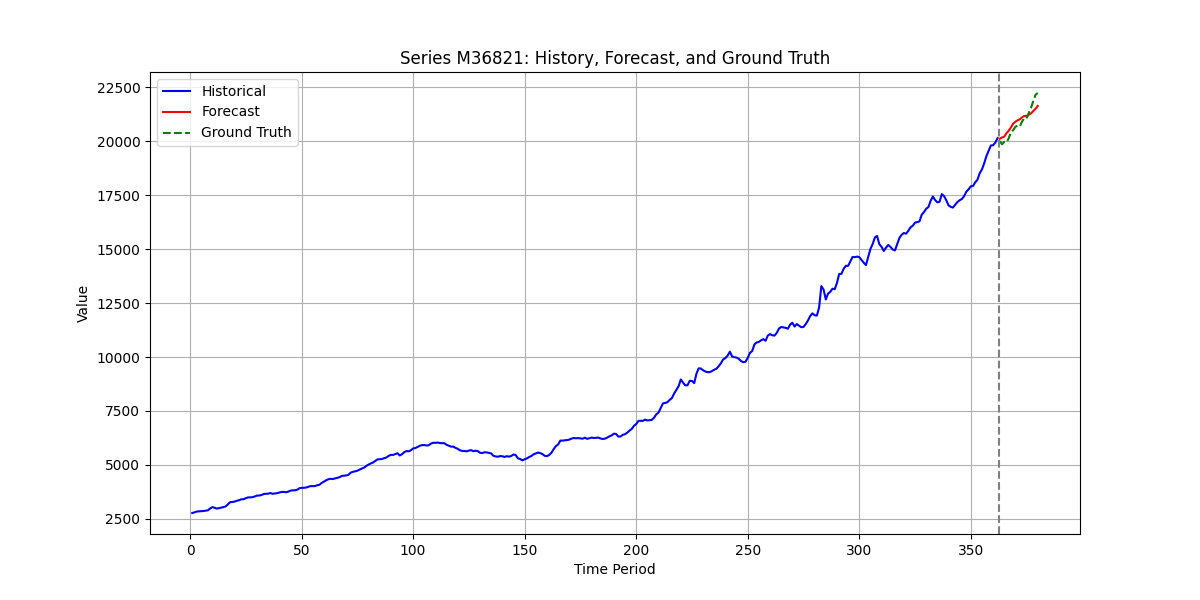 Series M36821: History, Forecast, and Ground Truth
Historical
Forecast
Ground Truth
22500
20000
17500
15000
12500
10000
7500
5000
2500
Value
0 50 100 150 200 250 300 350
Time Period